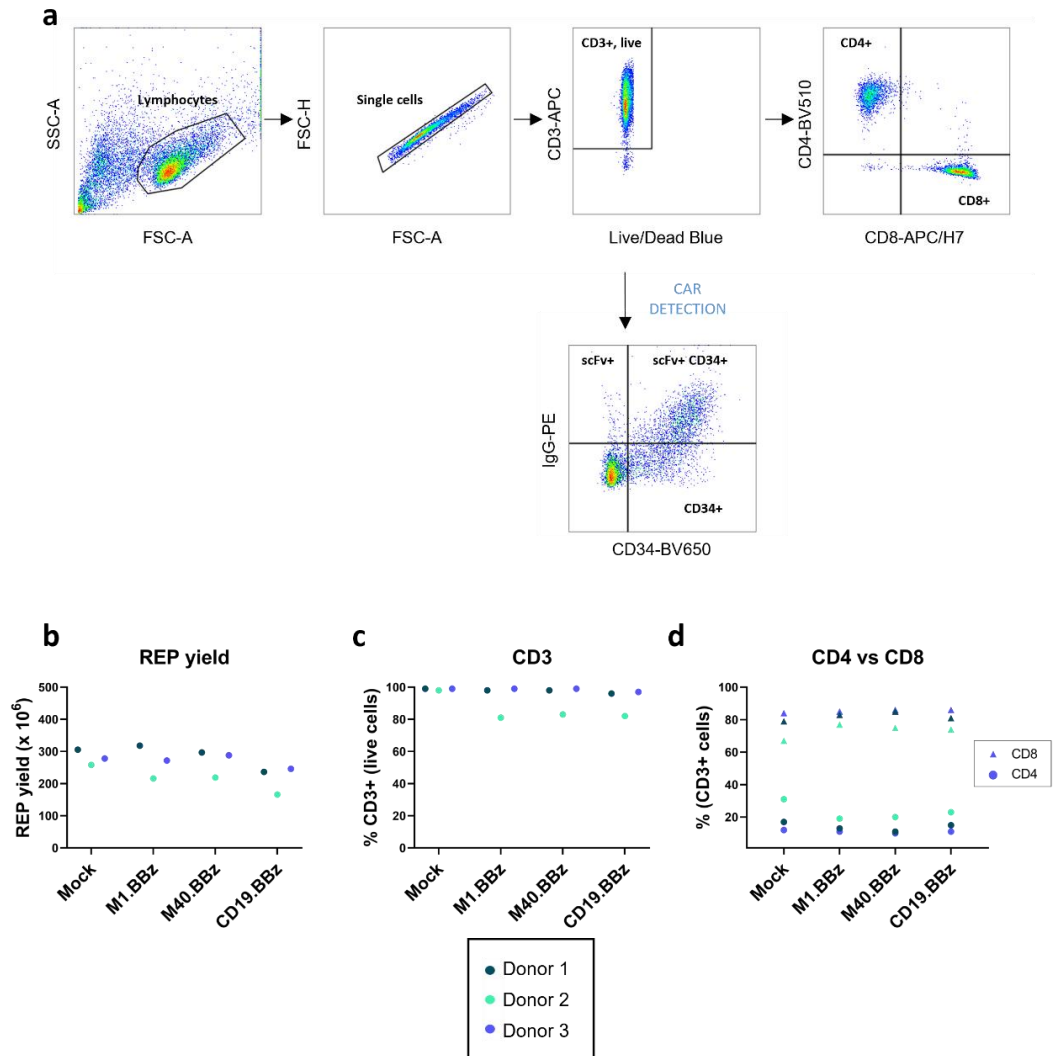 a
SSC-A
Lymphocytes
FSC-A
FSC-H
Single cells
FSC-A
CD3-APC
CD3+, live
Live/Dead Blue
CD4-BV510
CD4+
CD8+
CD8-APC/H7
CAR
DETECTION
IgG-PE
scFv+
scFv+ CD34+
CD34+
CD34-BV650
b
REP yield
REP yield (x 10⁶)
500
400
300
200
100
0
Mock
M1.BBz
M40.BBz
CD19.BBz
c
CD3
% CD3+ (live cells)
100
80
60
40
20
0
Mock
M1.BBz
M40.BBz
CD19.BBz
d
CD4 vs CD8
% (CD3+ cells)
100
80
60
40
20
Mock
M1.BBz
M40.BBz
CD19.BBz
CD8
CD4
Donor 1
Donor 2
Donor 3